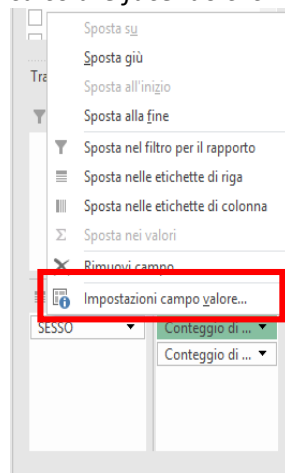 Sposta su
Sposta giù
Sposta all'inizio
Tra
Sposta alla fine
Sposta nel filtro per il rapporto
Sposta nelle etichette di riga
Sposta nelle etichette di colonna
Sposta nei valori
Rimuovi campo
Impostazioni campo valore...
SESSO
Conteggio di ...
Conteggio di ...